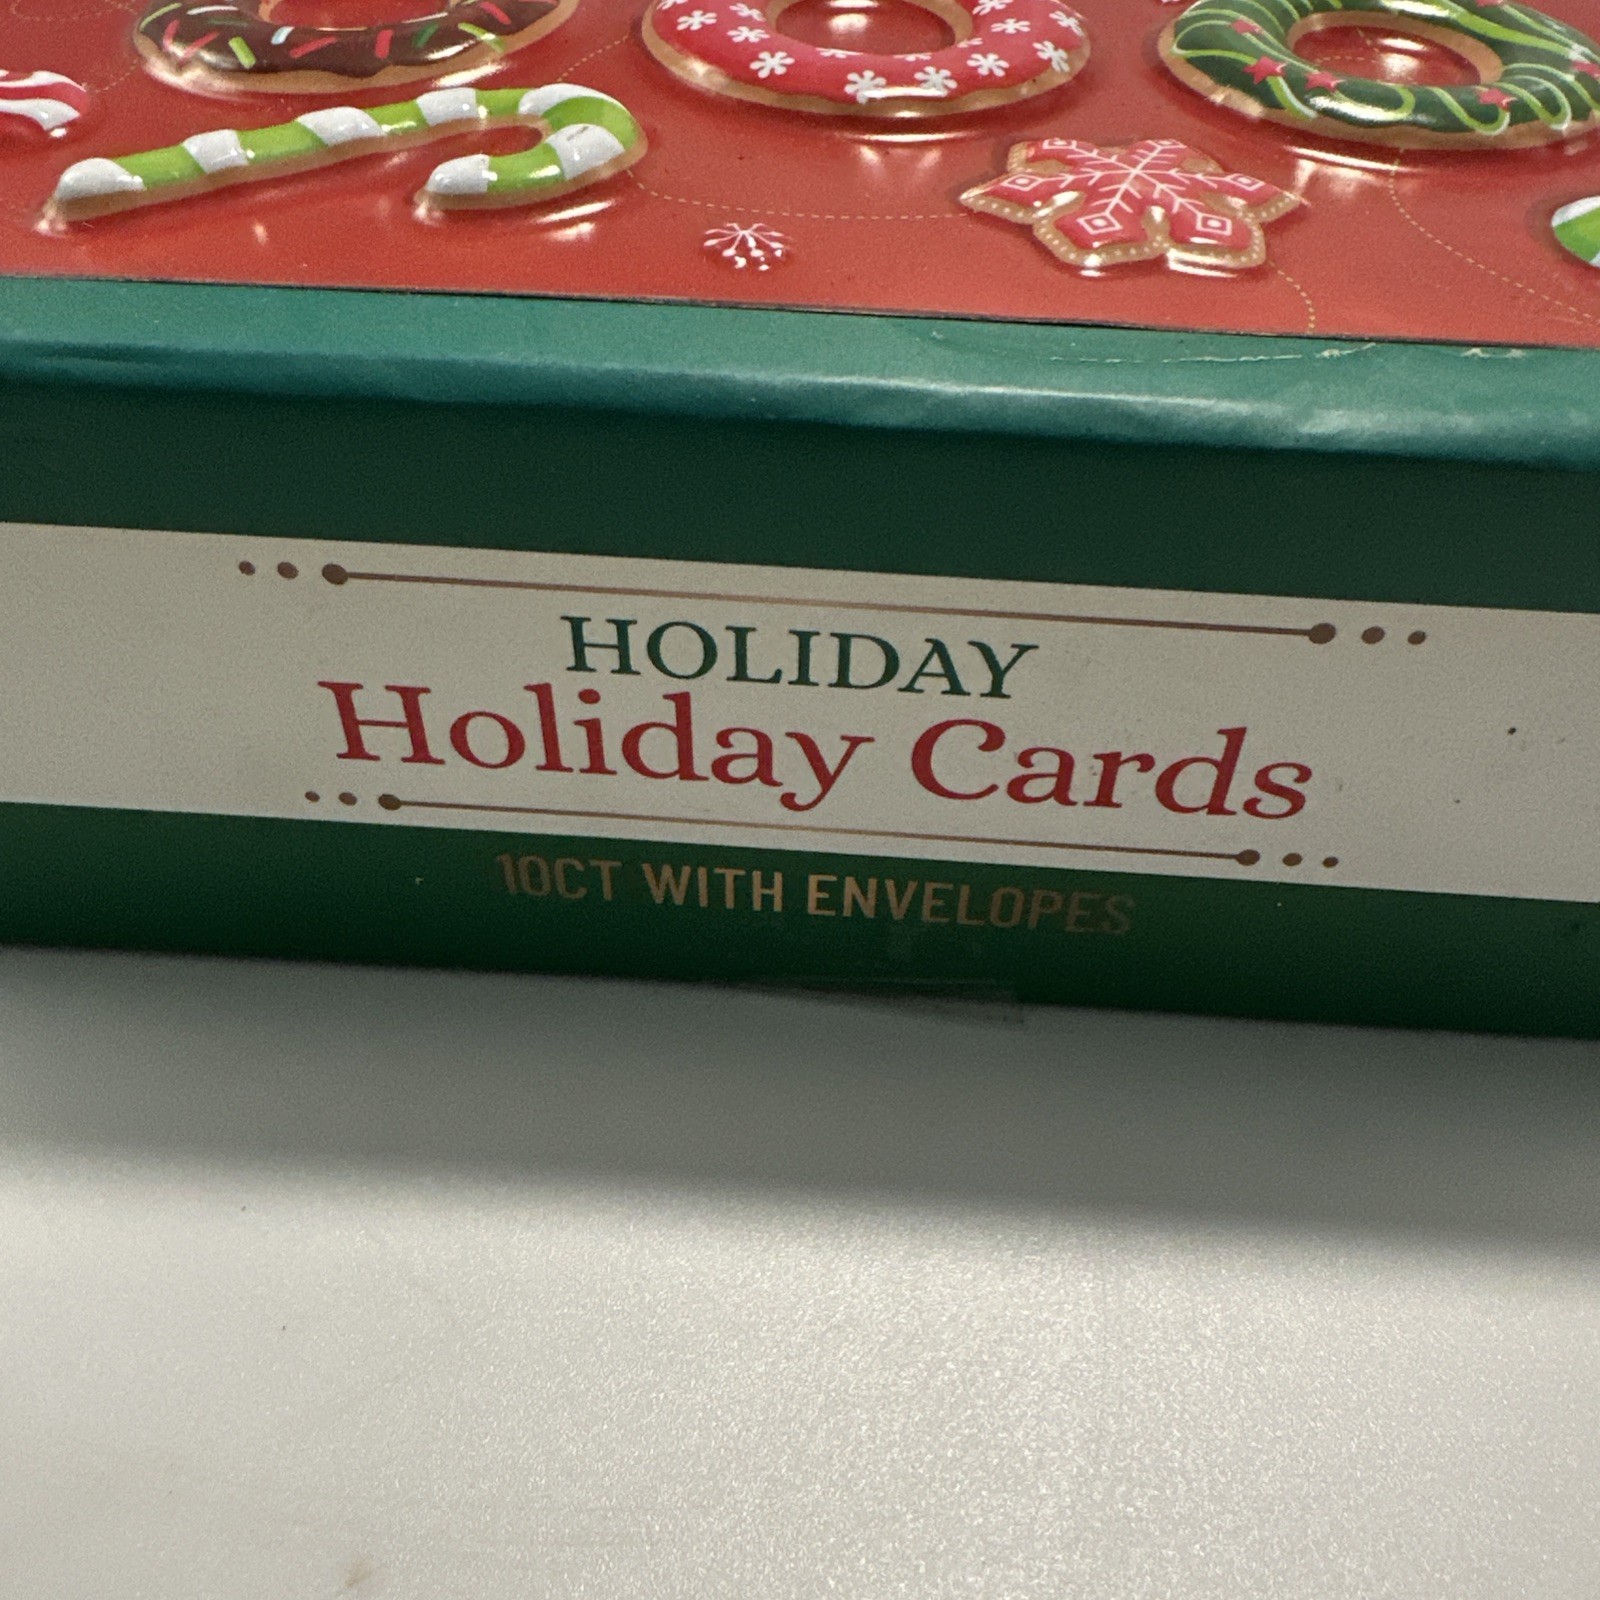 HOLIDAY
Holiday Cards
10CT WITH ENVELOPES